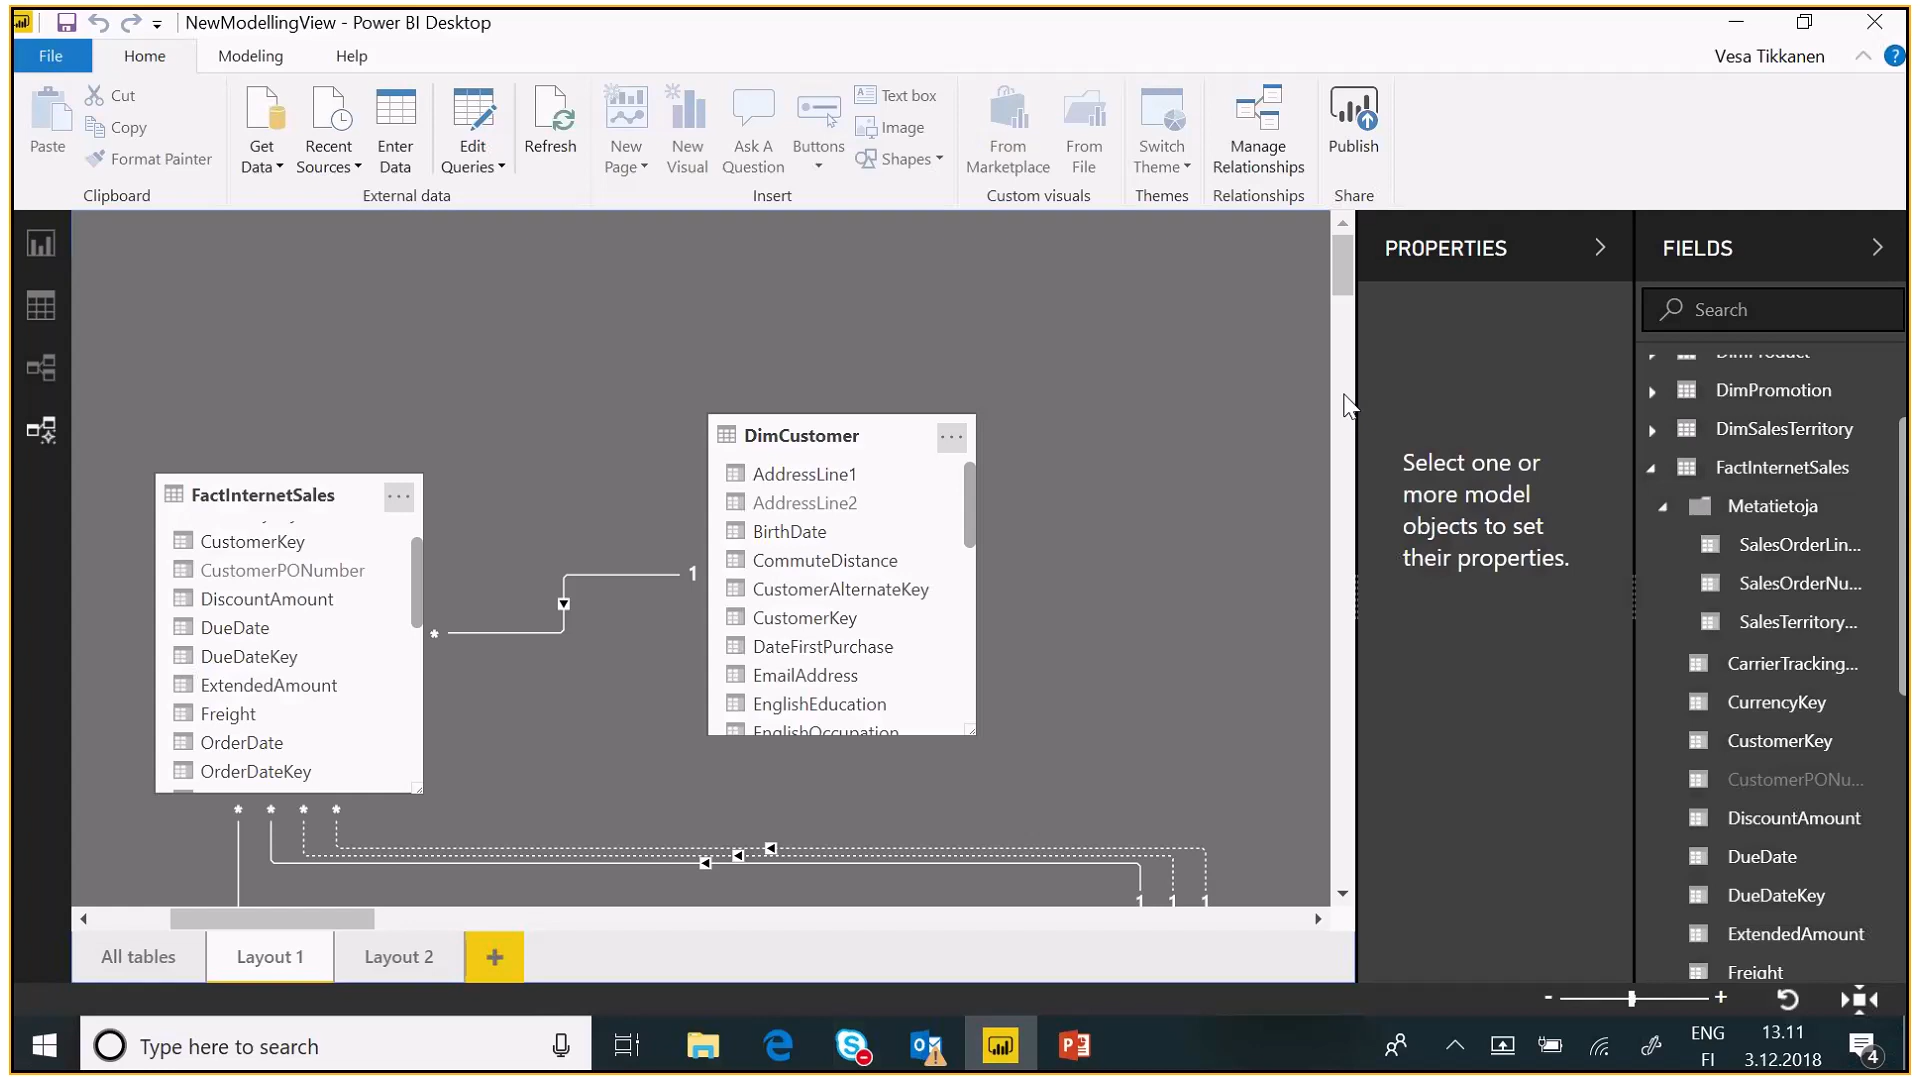 NewModellingView - Power BI Desktop
File
Home
Modeling
Help
Vesa Tikkanen
?
Paste
Cut
Copy
Format Painter
Clipboard
Get Data
Recent Sources
Enter Data
External data
Edit Queries
Refresh
New Page
New Visual
Ask A Question
Buttons
Text box
Image
Shapes
Insert
From Marketplace
From File
Custom visuals
Switch Theme
Themes
Manage Relationships
Relationships
Publish
Share
FactInternetSales
...
CustomerKey
CustomerPONumber
DiscountAmount
DueDate
DueDateKey
ExtendedAmount
Freight
OrderDate
OrderDateKey
*
1
DimCustomer
...
AddressLine1
AddressLine2
BirthDate
CommuteDistance
CustomerAlternateKey
CustomerKey
DateFirstPurchase
EmailAddress
EnglishEducation
EnglishOccupation
* * * *
1 1 1
PROPERTIES
Select one or
more model
objects to set
their properties.
FIELDS
Search
DimProduct
DimPromotion
DimSalesTerritory
FactInternetSales
Metatietoja
SalesOrderLin...
SalesOrderNu...
SalesTerritory...
CarrierTracking...
CurrencyKey
CustomerKey
CustomerPONu...
DiscountAmount
DueDate
DueDateKey
ExtendedAmount
Freight
All tables
Layout 1
Layout 2
+
- +
Type here to search
ENG
FI
13.11
3.12.2018
4